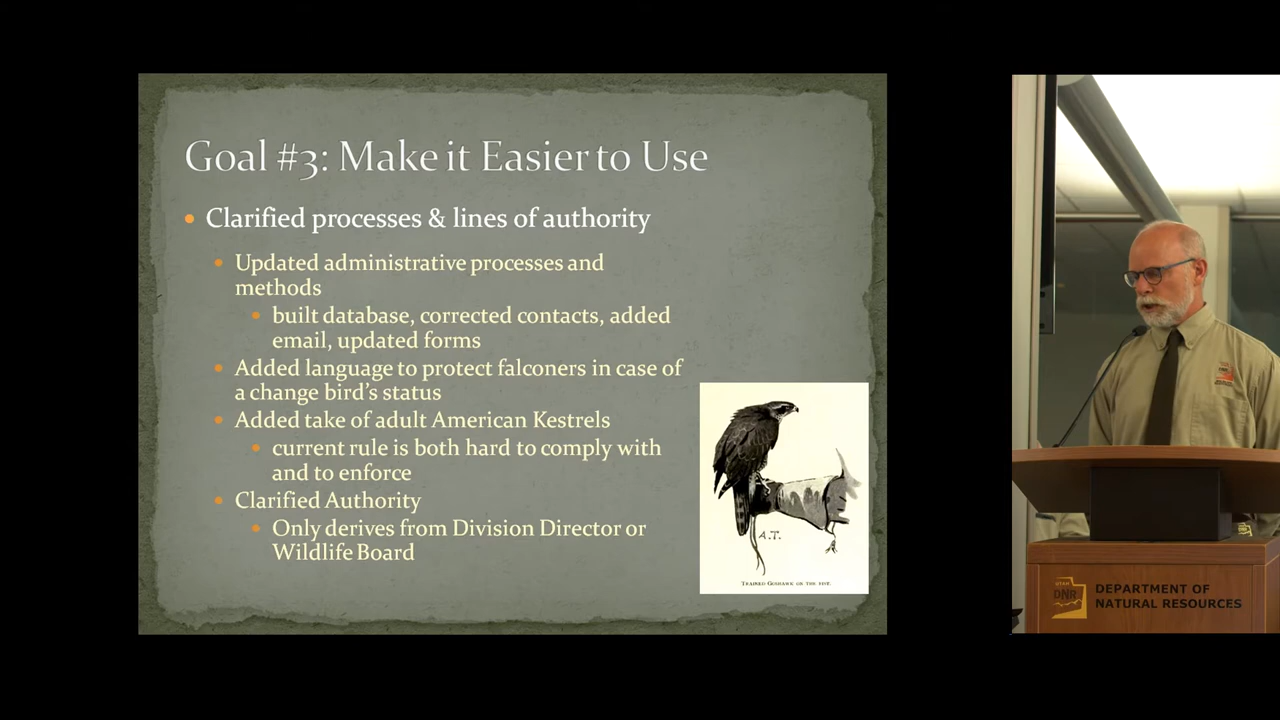 Goal #3: Make it Easier to Use
Clarified processes & lines of authority
Updated administrative processes and
methods
built database, corrected contacts, added
email, updated forms
Added language to protect falconers in case of
a change bird's status
Added take of adult American Kestrels
current rule is both hard to comply with
and to enforce
Clarified Authority
Only derives from Division Director or
Wildlife Board
A.T.
TRAINED GOSHAWK ON THE FIST.
UTAH
DNR
DEPARTMENT OF
NATURAL RESOURCES